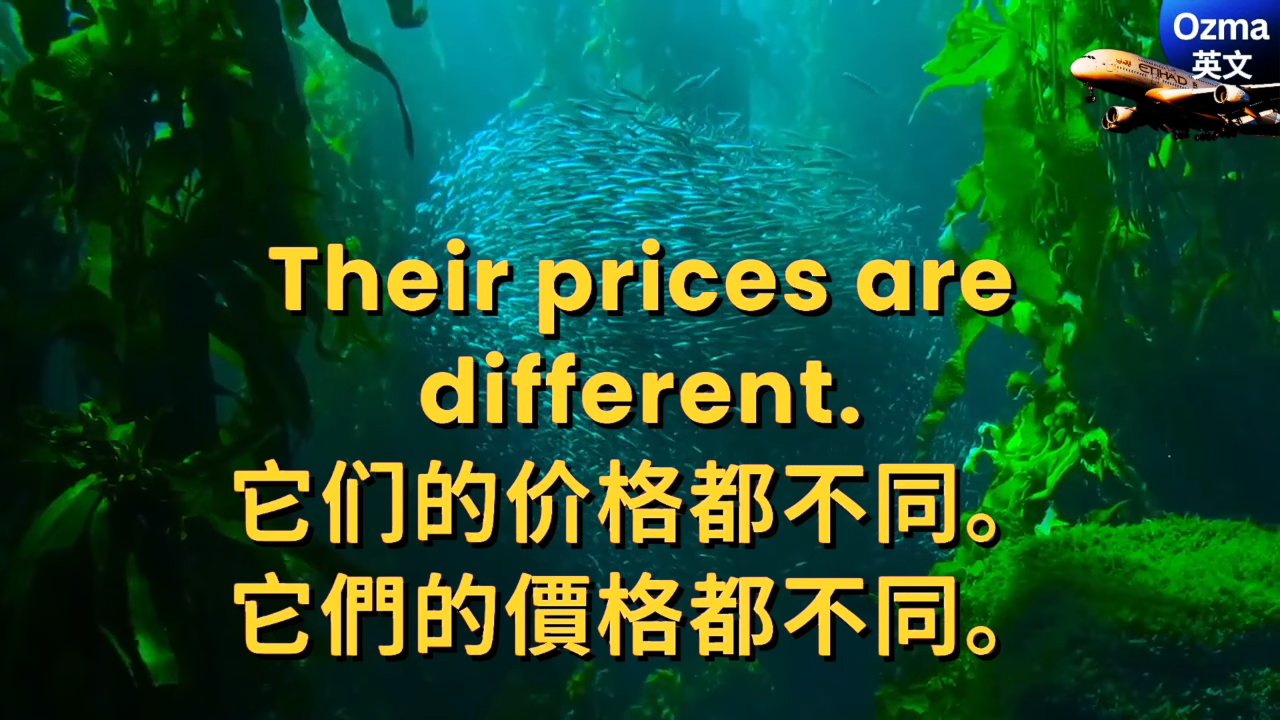 Ozma
英文
ETIHAD
Their prices are
different.
它们的价格都不同。
它們的價格都不同。